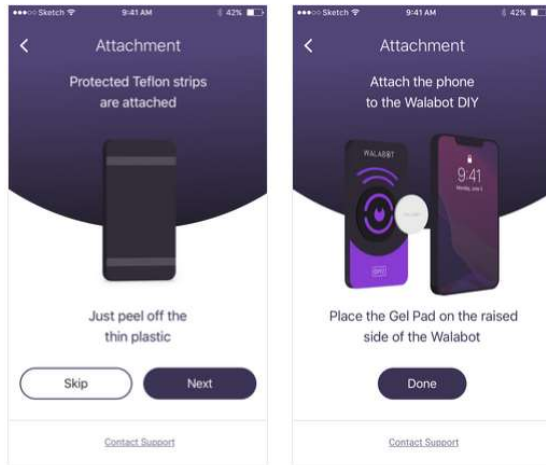 Sketch 9:41 AM 42%
Attachment
Protected Teflon strips
are attached
Just peel off the
thin plastic
Skip Next
Contact Support
Sketch 9:41 AM 42%
Attachment
Attach the phone
to the Walabot DIY
WALABOT
9:41
Place the Gel Pad on the raised
side of the Walabot
Done
Contact Support